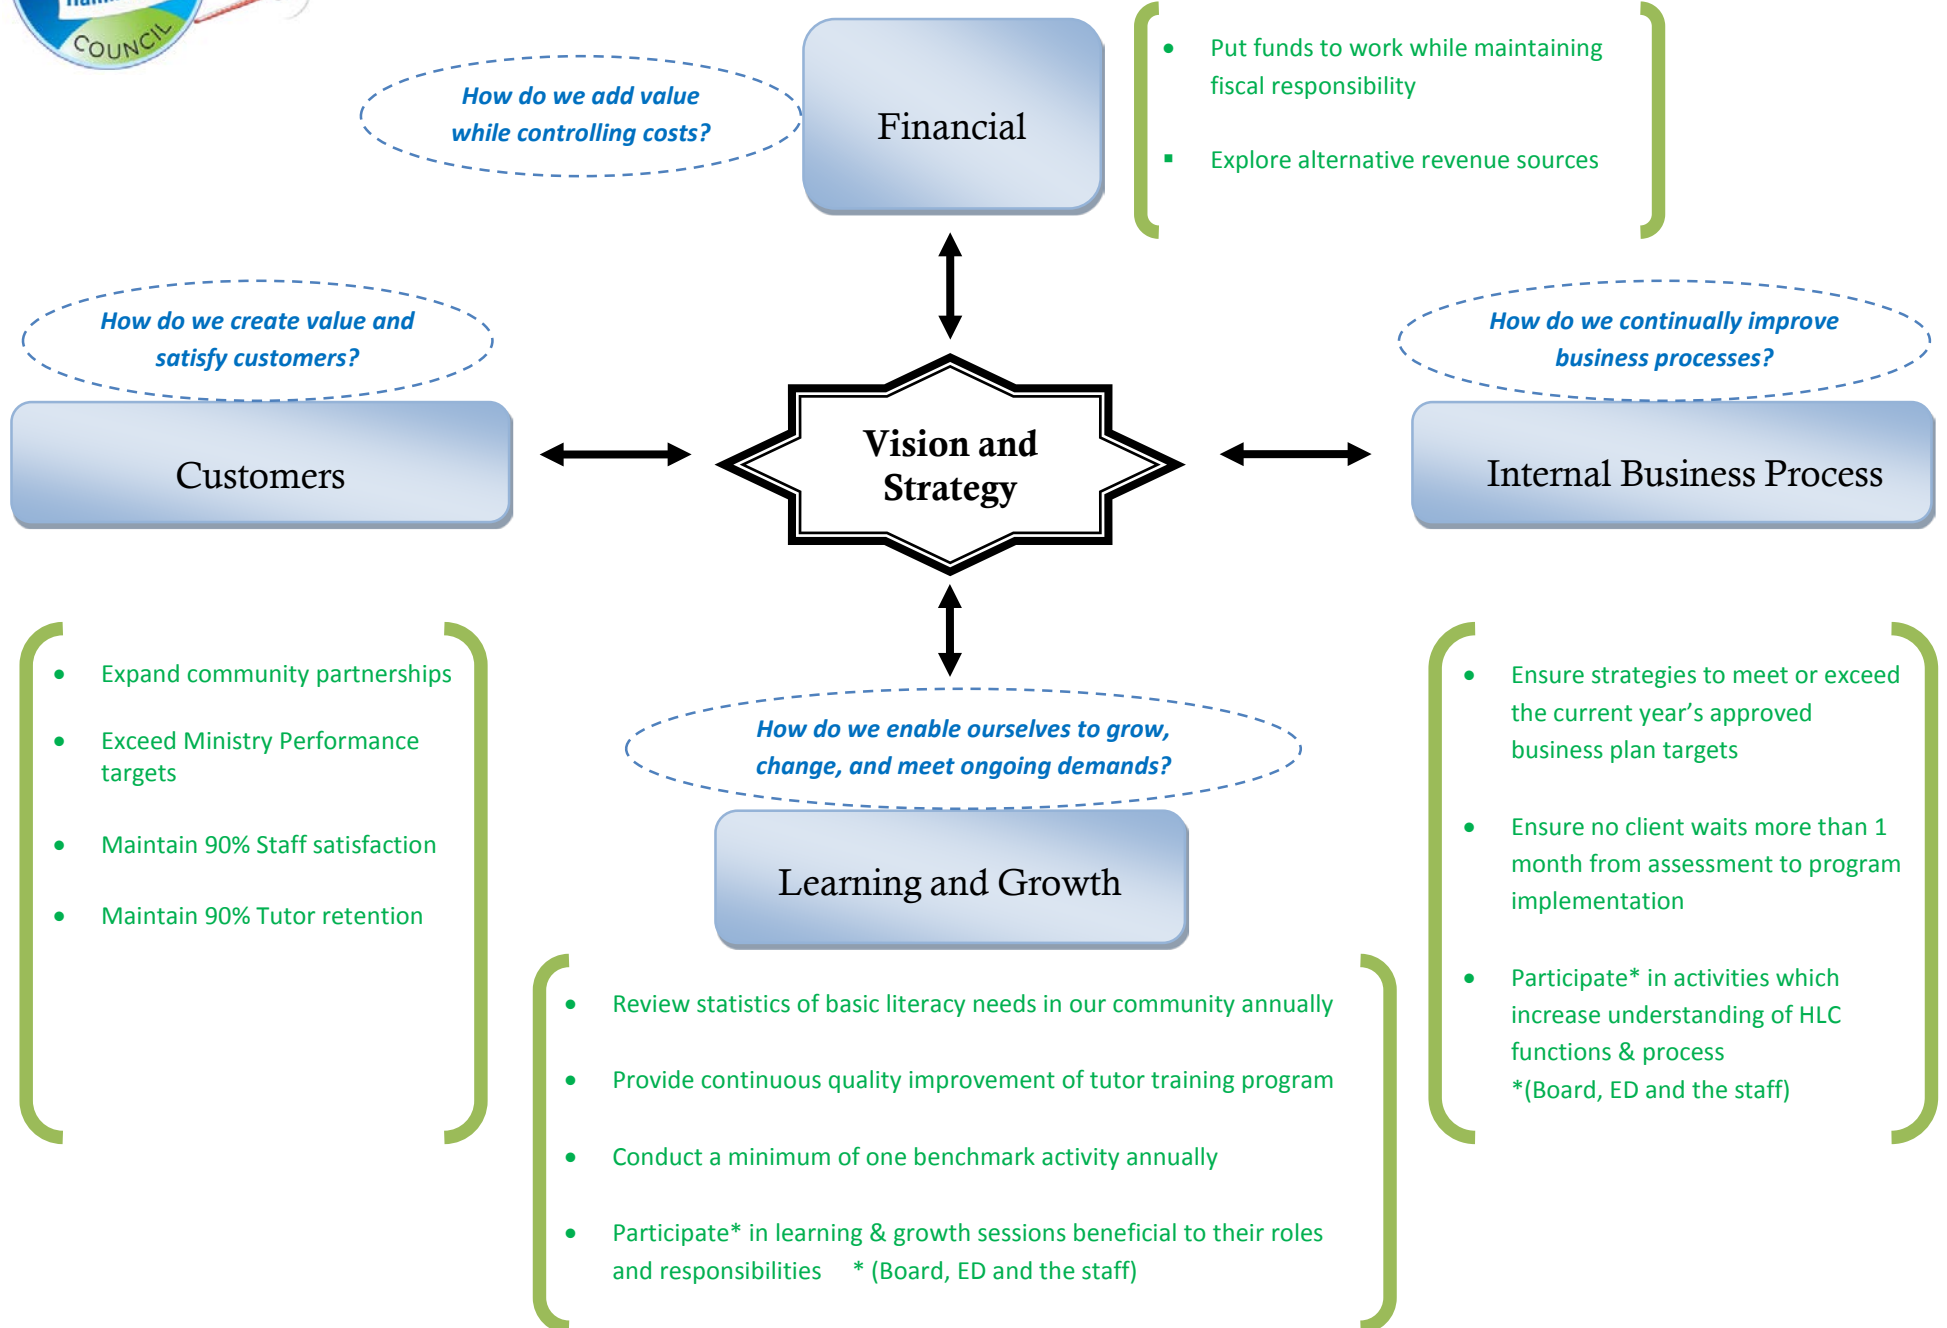 COUNCIL
How do we add value
while controlling costs?
Financial
• Put funds to work while maintaining
fiscal responsibility
▪ Explore alternative revenue sources
How do we create value and
satisfy customers?
Customers
Vision and
Strategy
How do we continually improve
business processes?
Internal Business Process
• Expand community partnerships
• Exceed Ministry Performance
targets
• Maintain 90% Staff satisfaction
• Maintain 90% Tutor retention
How do we enable ourselves to grow,
change, and meet ongoing demands?
Learning and Growth
• Review statistics of basic literacy needs in our community annually
• Provide continuous quality improvement of tutor training program
• Conduct a minimum of one benchmark activity annually
• Participate* in learning & growth sessions beneficial to their roles
and responsibilities * (Board, ED and the staff)
• Ensure strategies to meet or exceed
the current year’s approved
business plan targets
• Ensure no client waits more than 1
month from assessment to program
implementation
• Participate* in activities which
increase understanding of HLC
functions & process
*(Board, ED and the staff)